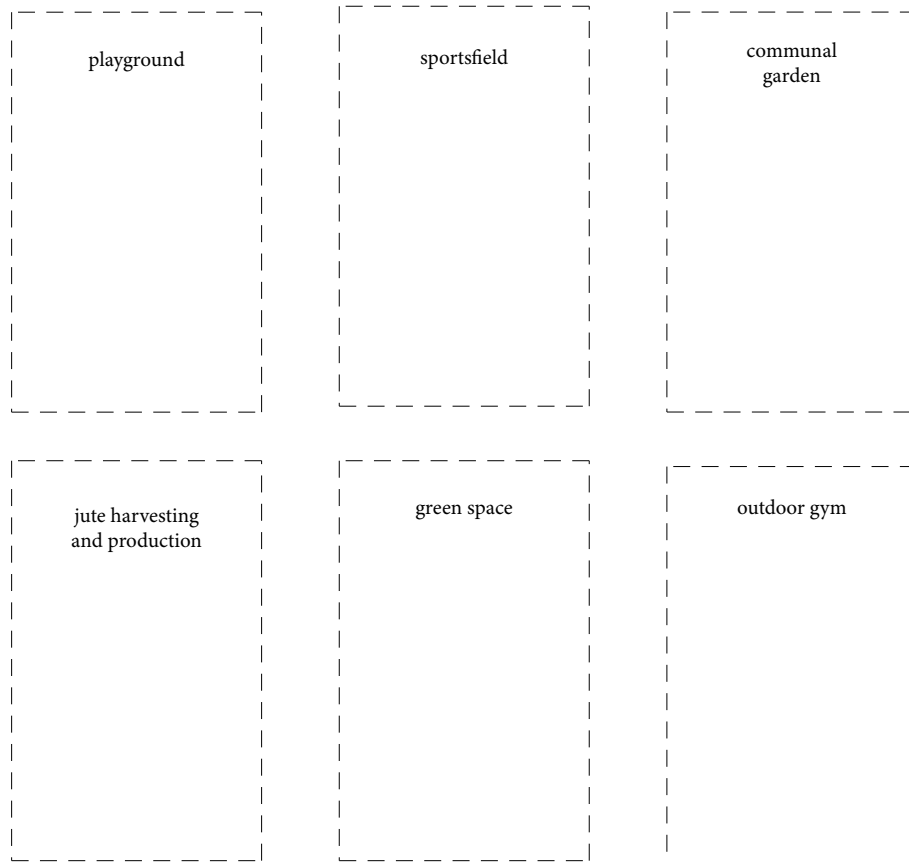 playground
sportsfield
communal
garden
jute harvesting
and production
green space
outdoor gym